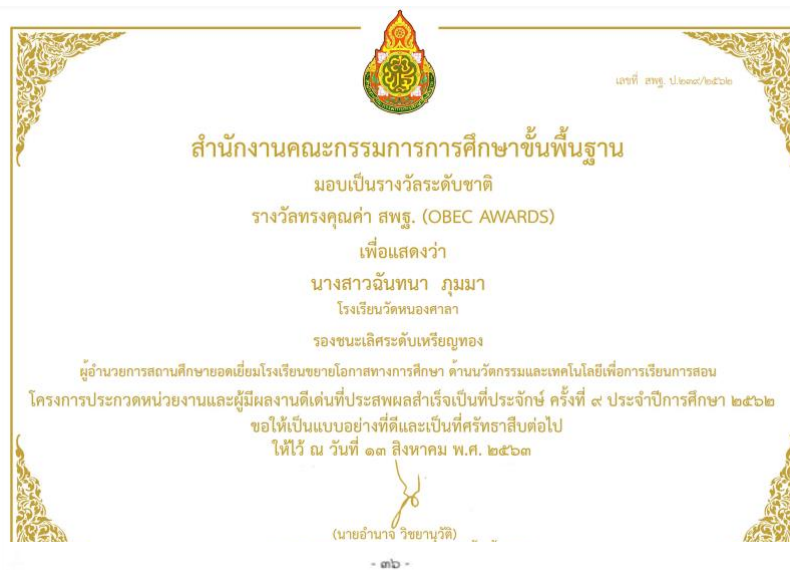 เลขที่ สพฐ. ป.๒๓๙/๒๕๖๒
สำนักงานคณะกรรมการการศึกษาขั้นพื้นฐาน
มอบเป็นรางวัลระดับชาติ
รางวัลทรงคุณค่า สพฐ. (OBEC AWARDS)
เพื่อแสดงว่า
นางสาวฉันทนา ภุมมา
โรงเรียนวัดหนองศาลา
รองชนะเลิศระดับเหรียญทอง
ผู้อำนวยการสถานศึกษายอดเยี่ยมโรงเรียนขยายโอกาสทางการศึกษา ด้านนวัตกรรมและเทคโนโลยีเพื่อการเรียนการสอน
โครงการประกวดหน่วยงานและผู้มีผลงานดีเด่นที่ประสพผลสำเร็จเป็นที่ประจักษ์ ครั้งที่ ๙ ประจำปีการศึกษา ๒๕๖๒
ขอให้เป็นแบบอย่างที่ดีและเป็นที่ศรัทธาสืบต่อไป
ให้ไว้ ณ วันที่ ๑๓ สิงหาคม พ.ศ. ๒๕๖๓
(นายอำนาจ วิชยานุวัติ)
- ๓๖ -